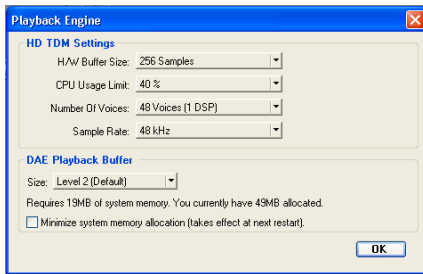 Playback Engine
HD TDM Settings
H/W Buffer Size: 256 Samples
CPU Usage Limit: 40 %
Number Of Voices: 48 Voices (1 DSP)
Sample Rate: 48 kHz
DAE Playback Buffer
Size: Level 2 (Default)
Requires 19MB of system memory. You currently have 49MB allocated.
Minimize system memory allocation (takes effect at next restart).
OK